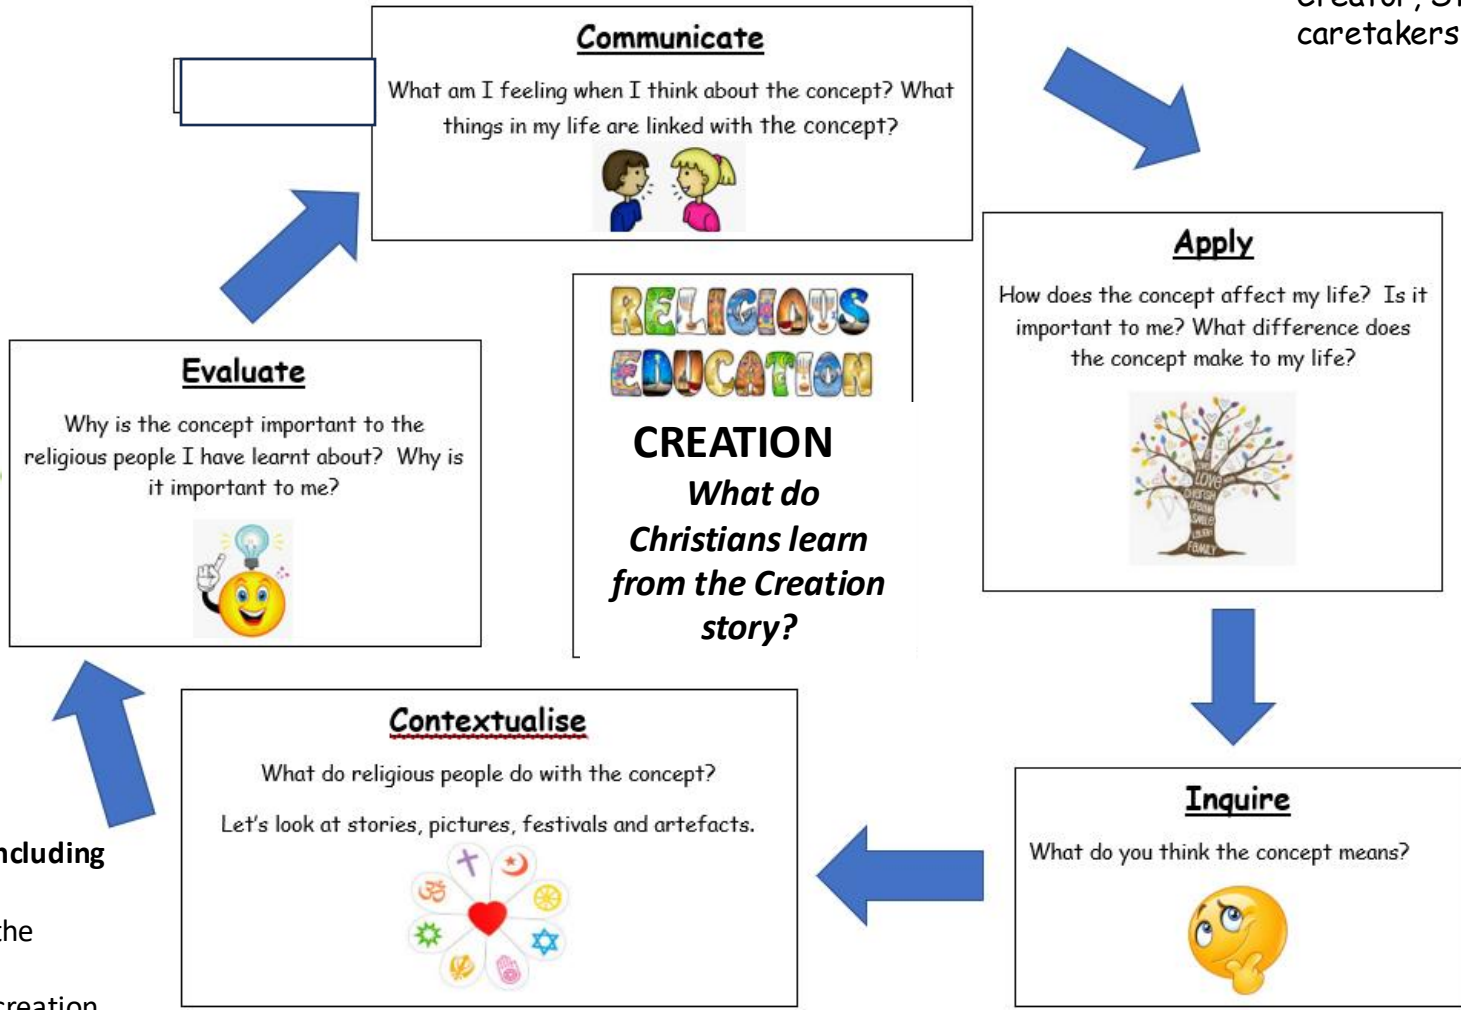 caretakers
Communicate
What am I feeling when I think about the concept? What
things in my life are linked with the concept?
Apply
How does the concept affect my life? Is it
important to me? What difference does
the concept make to my life?
LOVE
SMILE
FAMILY
RELIGIOUS
EDUCATION
CREATION
What do
Christians learn
from the Creation
story?
Evaluate
Why is the concept important to the
religious people I have learnt about? Why is
it important to me?
Contextualise
What do religious people do with the concept?
Let's look at stories, pictures, festivals and artefacts.
Inquire
What do you think the concept means?
ncluding
the
creation